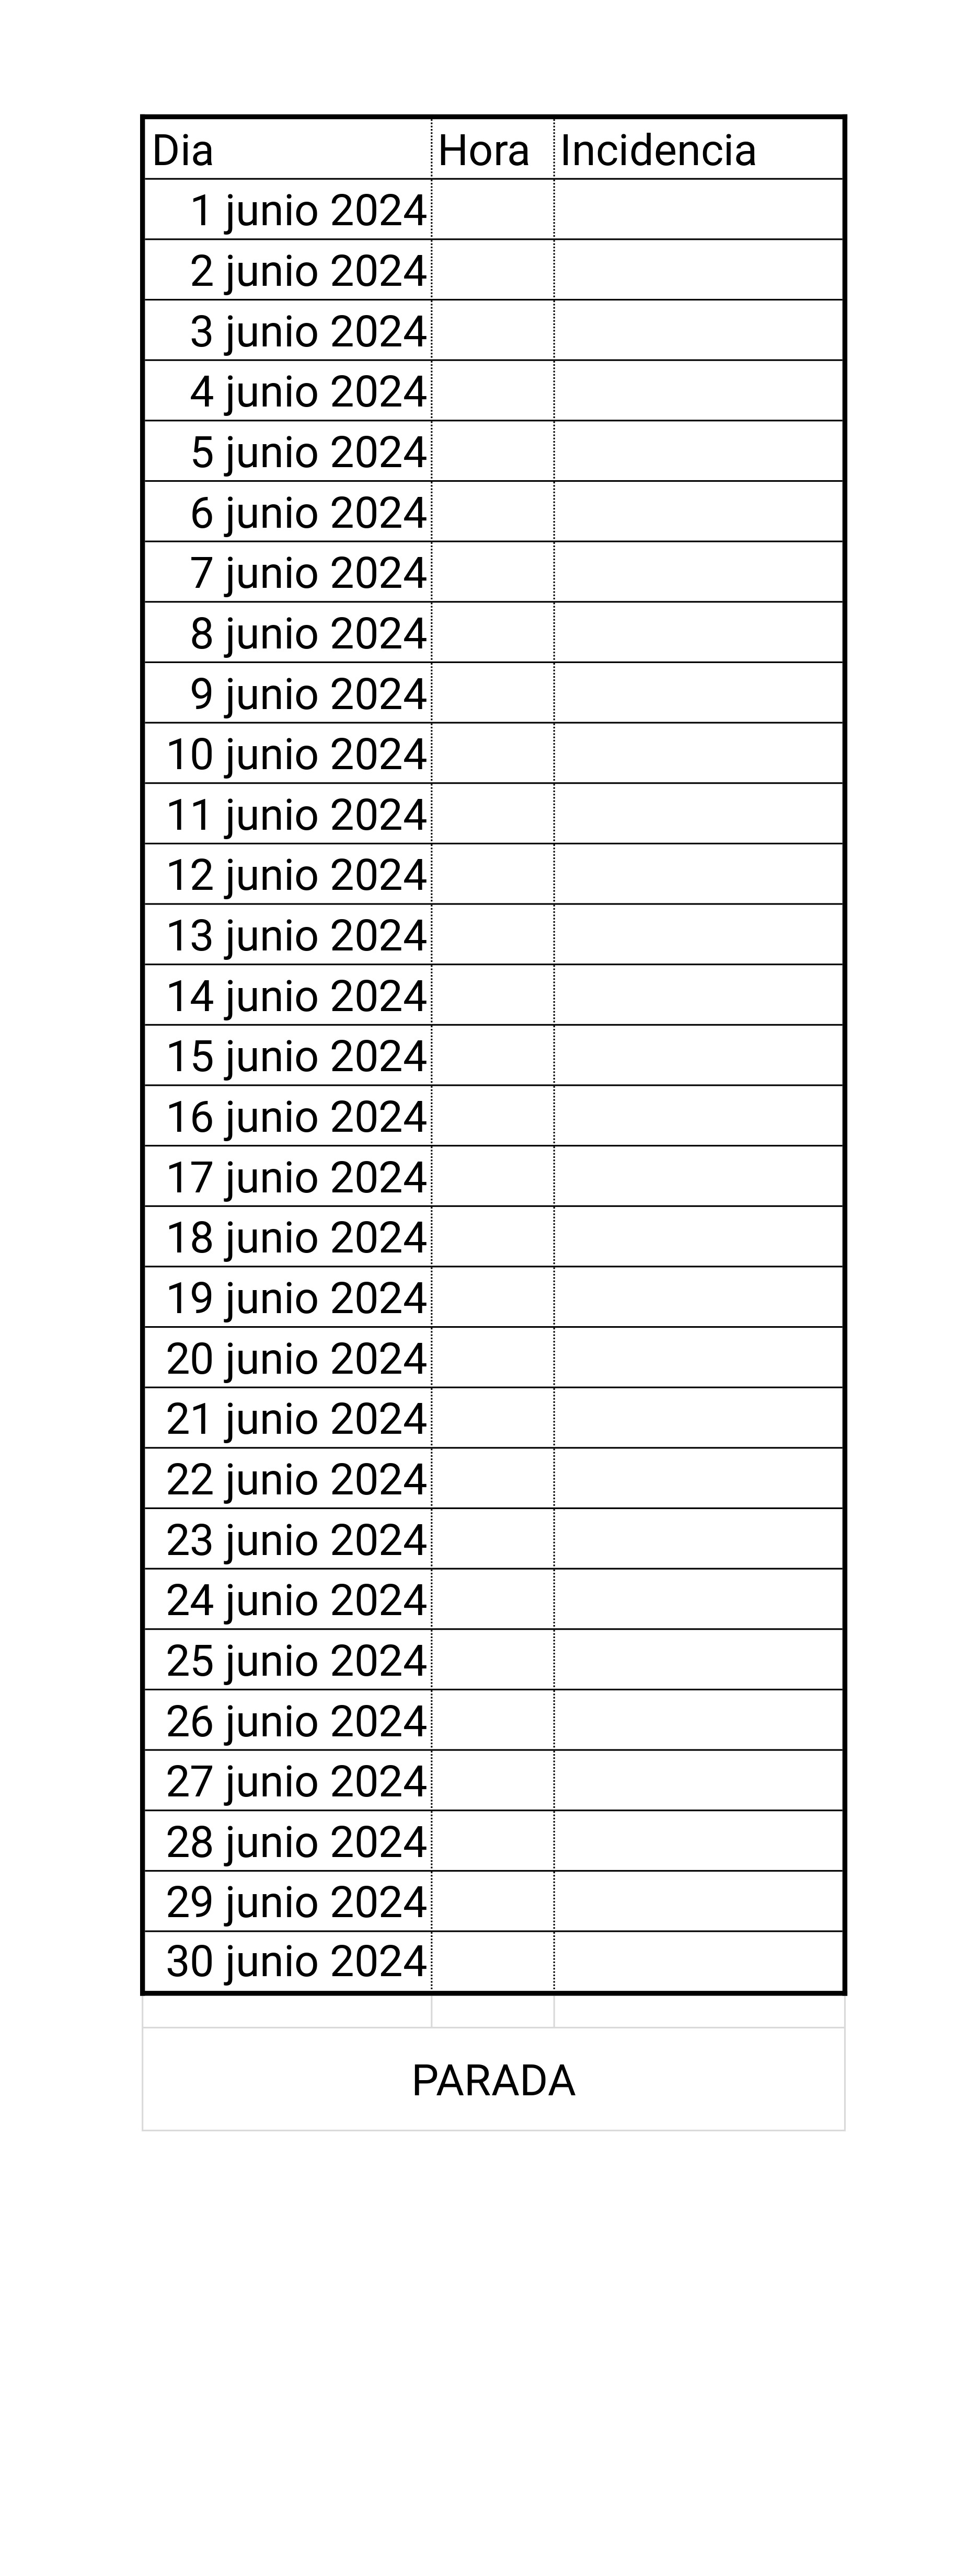 Dia Hora Incidencia
1 junio 2024
2 junio 2024
3 junio 2024
4 junio 2024
5 junio 2024
6 junio 2024
7 junio 2024
8 junio 2024
9 junio 2024
10 junio 2024
11 junio 2024
12 junio 2024
13 junio 2024
14 junio 2024
15 junio 2024
16 junio 2024
17 junio 2024
18 junio 2024
19 junio 2024
20 junio 2024
21 junio 2024
22 junio 2024
23 junio 2024
24 junio 2024
25 junio 2024
26 junio 2024
27 junio 2024
28 junio 2024
29 junio 2024
30 junio 2024
PARADA